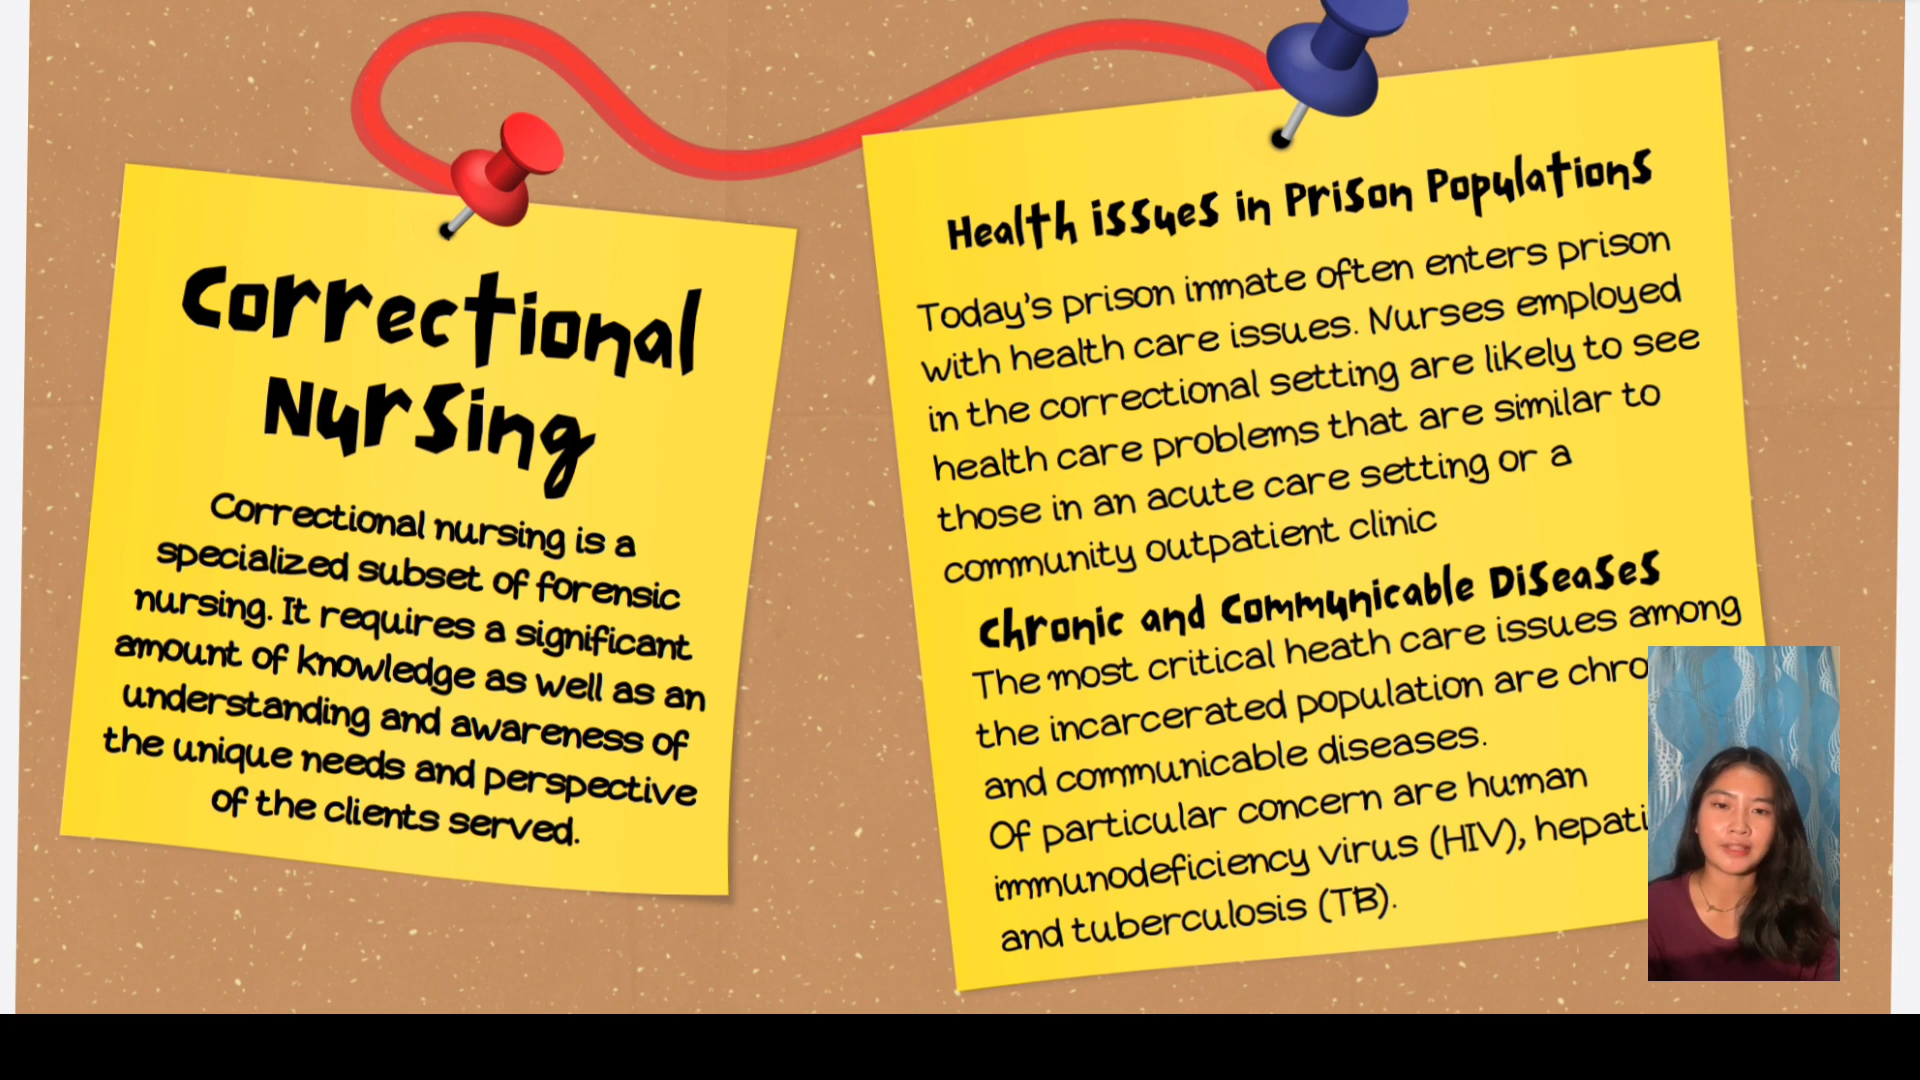 Correctional
Nursing
Correctional nursing is a
specialized subset of forensic
nursing. It requires a significant
amount of knowledge as well as an
understanding and awareness of
the unique needs and perspective
of the clients served.
Health issues in Prison Populations
Today's prison inmate often enters prison
with health care issues. Nurses employed
in the correctional setting are likely to see
health care problems that are similar to
those in an acute care setting or a
community outpatient clinic
Chronic and Communicable Diseases
The most critical heath care issues among
the incarcerated population are
and communicable diseases.
Of particular concern are human
immunodeficiency virus (HIV),
and tuberculosis (TB).